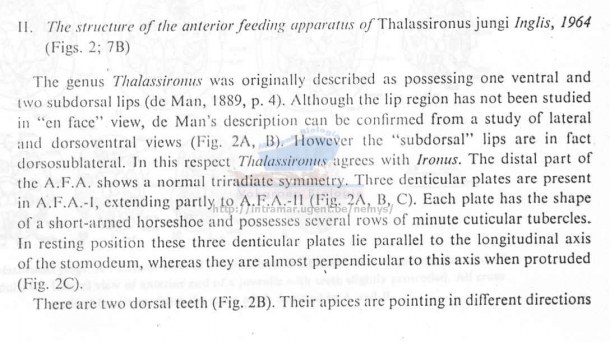 II. The structure of the anterior feeding apparatus of Thalassironus jungi Inglis, 1964
(Figs. 2; 7B)
The genus Thalassironus was originally described as possessing one ventral and
two subdorsal lips (de Man, 1889, p. 4). Although the lip region has not been studied
in "en face" view, de Man's description can be confirmed from a study of lateral
and dorsoventral views (Fig. 2A, B). However the "subdorsal" lips are in fact
dorsosublateral. In this respect Thalassironus agrees with Ironus. The distal part of
the A.F.A. shows a normal triradiate symmetry. Three denticular plates are present
in A.F.A.-I, extending partly to A.F.A.-II (Fig. 2A, B, C). Each plate has the shape
http://intramar.ugent.be/nemys/
of a short-armed horseshoe and possesses several rows of minute cuticular tubercles.
In resting position these three denticular plates lie parallel to the longitudinal axis
of the stomodeum, whereas they are almost perpendicular to this axis when protruded
(Fig. 2C).
There are two dorsal teeth (Fig. 2B). Their apices are pointing in different directions